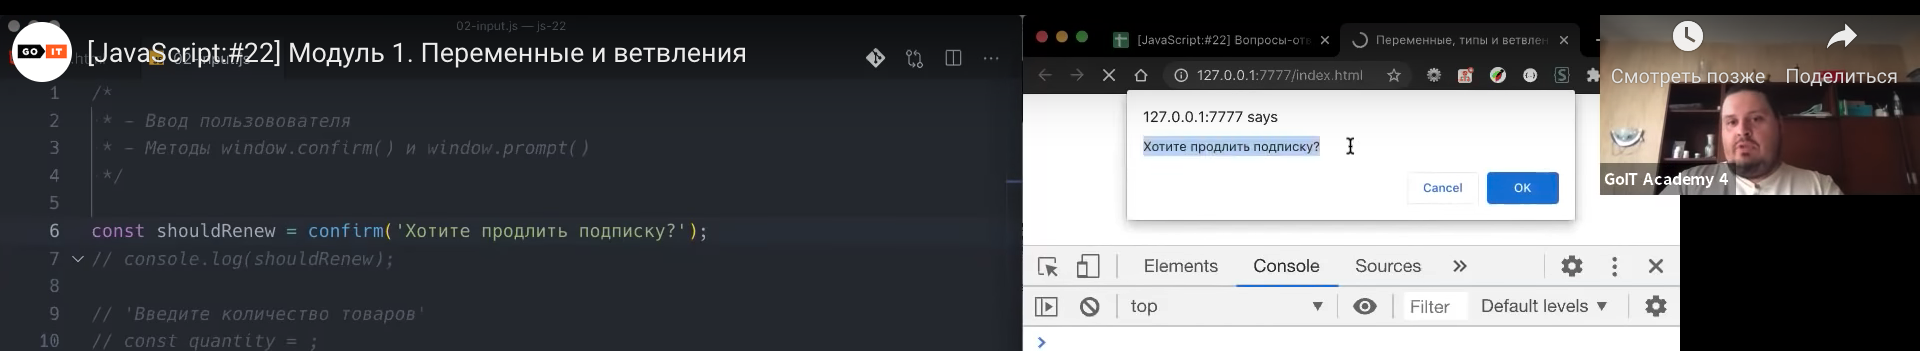 02-input.js — js-22
GO IT
[JavaScript:#22] Модуль 1. Переменные и ветвления
02-input.js
1 /*
2 * - Ввод пользовователя
3 * - Методы window.confirm() и window.prompt()
4 */
5
6 const shouldRenew = confirm('Хотите продлить подписку?');
7 // console.log(shouldRenew);
8
9 // 'Введите количество товаров'
10 // const quantity = ;
[JavaScript:#22] Вопросы-отв
Переменные, типы и ветвлен
127.0.0.1:7777/index.html
127.0.0.1:7777 says
Хотите продлить подписку?
Cancel OK
Elements Console Sources
top Filter Default levels
Смотреть позже Поделиться
GoIT Academy 4